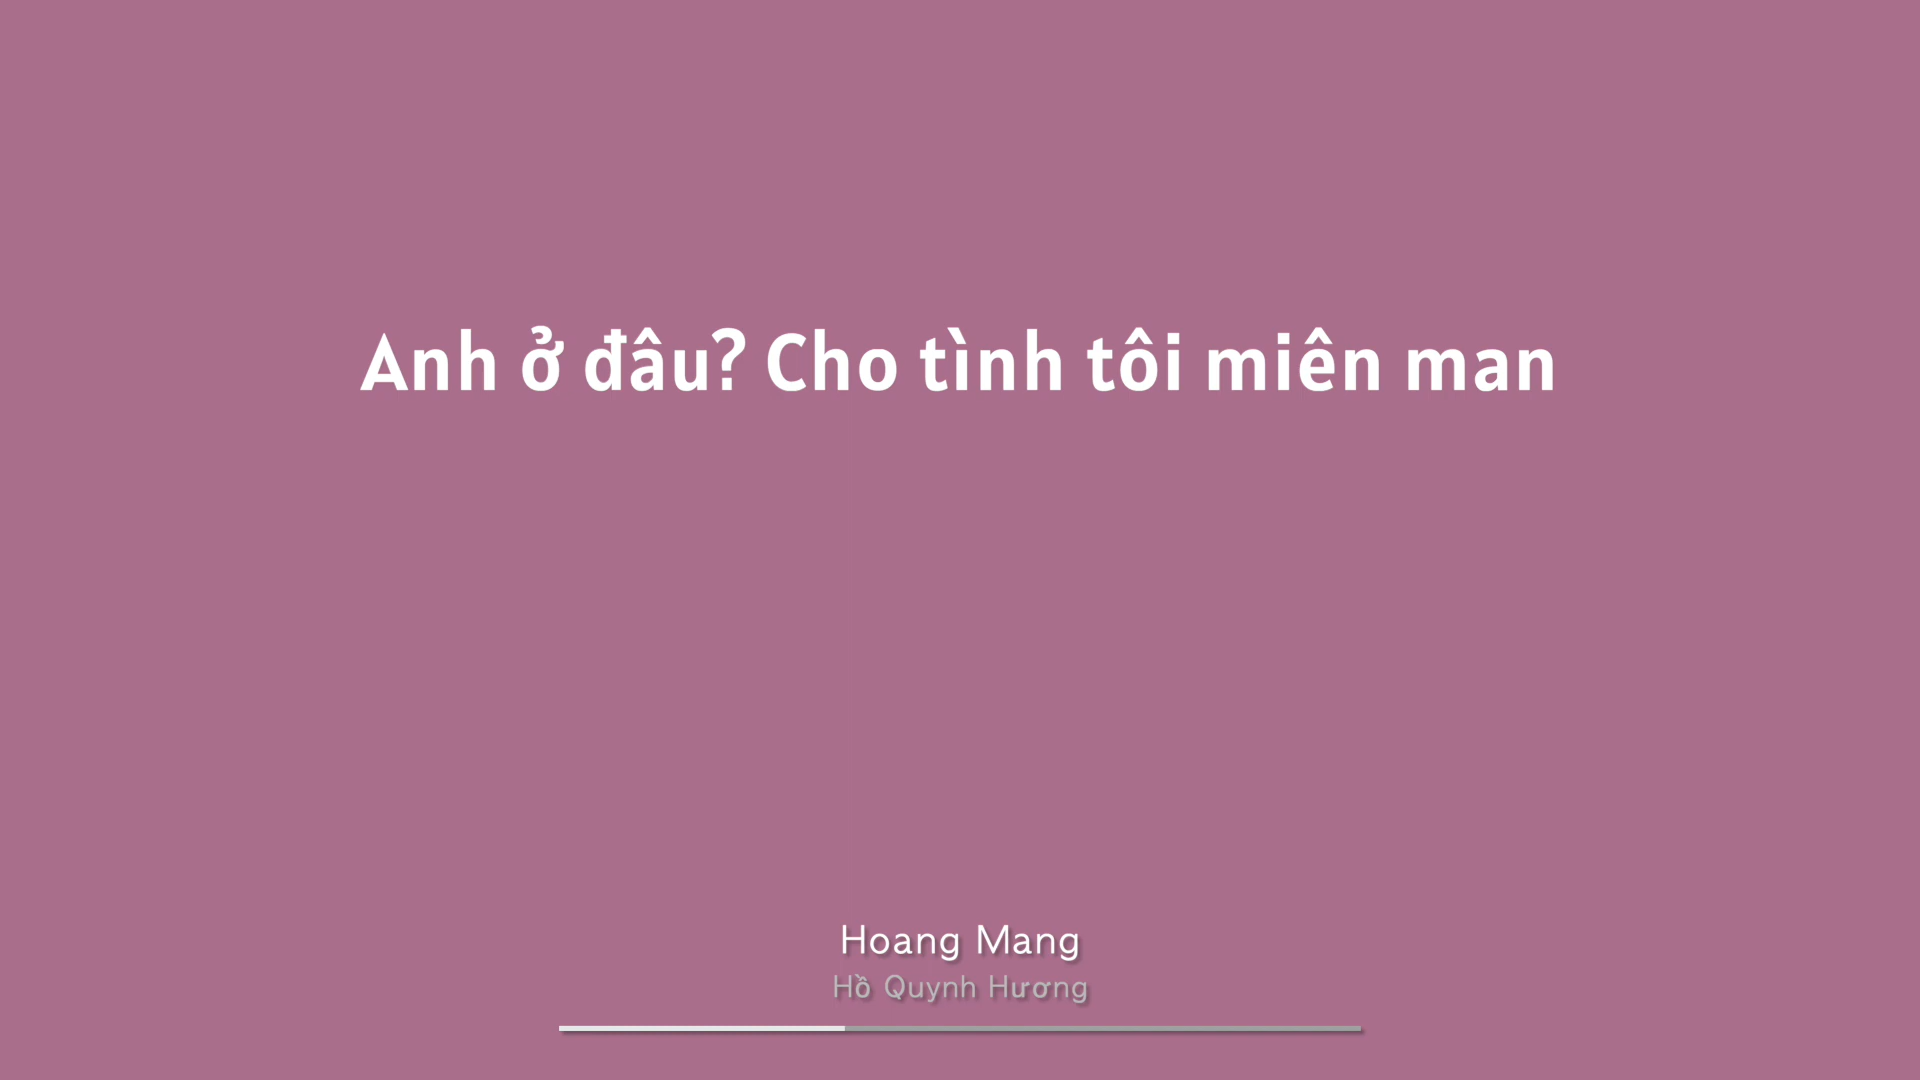 Anh ở đâu? Cho tình tôi miên man
Hoang Mang
Hồ Quynh Hương